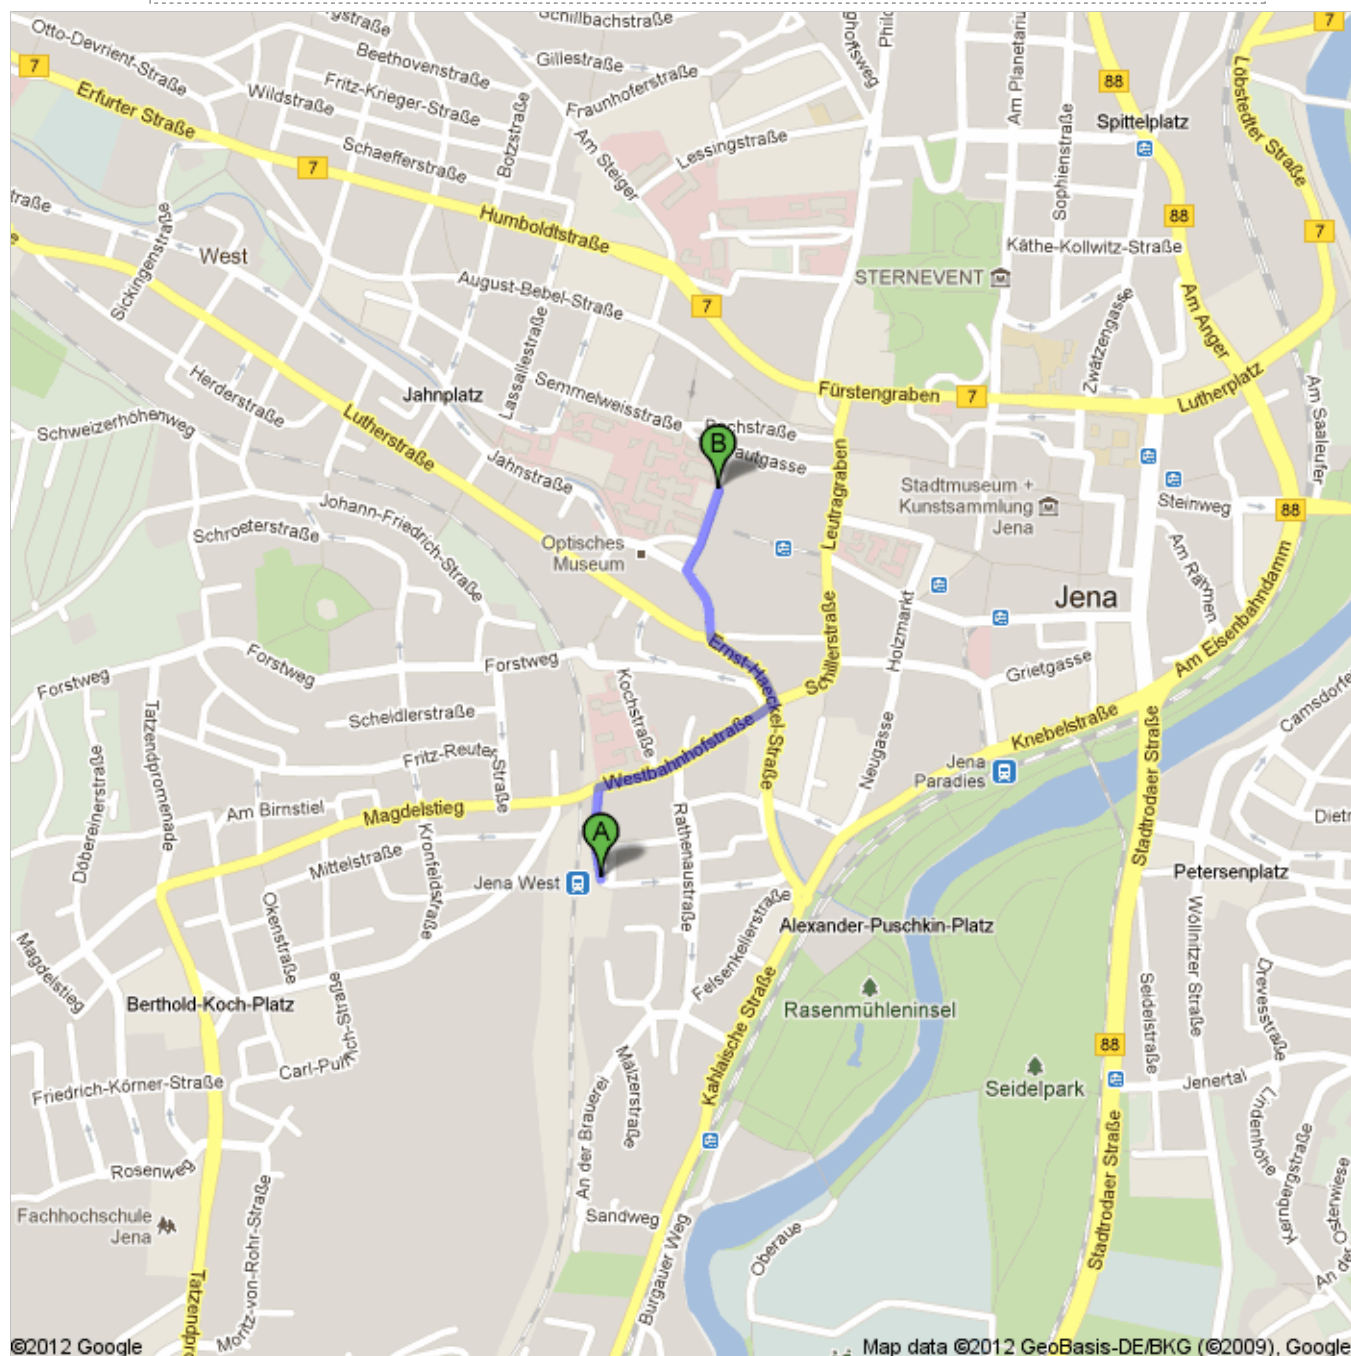 Schillbachstraße
7
Otto-Devrient-Straße
Beethovenstraße
Gillestraße
Am Planetarium
7
Erfurter Straße
Wildstraße
Fritz-Krieger-Straße
Fraunhoferstraße
88
Spittelplatz
Lobstedter Straße
Botzstraße
Am Steiger
Lessingstraße
Sophienstraße
Schaefferstraße
7
Humboldtstraße
88
7
Käthe-Kollwitz-Straße
West
Sickingenstraße
STERNEVENT
August-Bebel-Straße
7
Am Anger
Zwätzengasse
Lassallestraße
Herderstraße
Jahnplatz
Semmelweisstraße
Fürstengraben
7
Lutherplatz
Am Saaleufer
Schweizerhöhenweg
Lutherstraße
Bachstraße
B
Jahnstraße
Leutragraben
Stadtmuseum +
Kunstsammlung
Jena
Steinweg
88
Johann-Friedrich-Straße
Schroeterstraße
Optisches
Museum
Am Eisenbahndamm
Jena
Holzmarkt
Schillerstraße
Ernst-Haeckel-Straße
Forstweg
Forstweg
Forstweg
Grietgasse
Kochstraße
Tatzendpromenade
Scheidlerstraße
Knebelstraße
Stadtrodaer Straße
Camsdorfer
Döbereinerstraße
Fritz-Reuter-Straße
Westbahnhofstraße
Neugasse
Jena
Paradies
Am Birnstiel
Magdelstieg
A
Rathenaustraße
Mittelstraße
Kronfeldstraße
Jena West
Petersenplatz
Okenstraße
Felsenkellerstraße
Alexander-Puschkin-Platz
Wöllnitzer Straße
Magdelstieg
Berthold-Koch-Platz
Rasenmühleninsel
Seidelstraße
Drevesstraße
Kahlaische Straße
88
Seidelpark
Jenertal
Friedrich-Körner-Straße
Mälzerstraße
An der Brauerei
Lindenhöhe
Kernbergstraße
Rosenweg
Osterwiese
Fachhochschule
Jena
Moritz-von-Rohr-Straße
Sandweg
Burgauer Weg
Oberaue
Stadtrodaer Straße
©2012 Google
Map data ©2012 GeoBasis-DE/BKG (©2009), Google